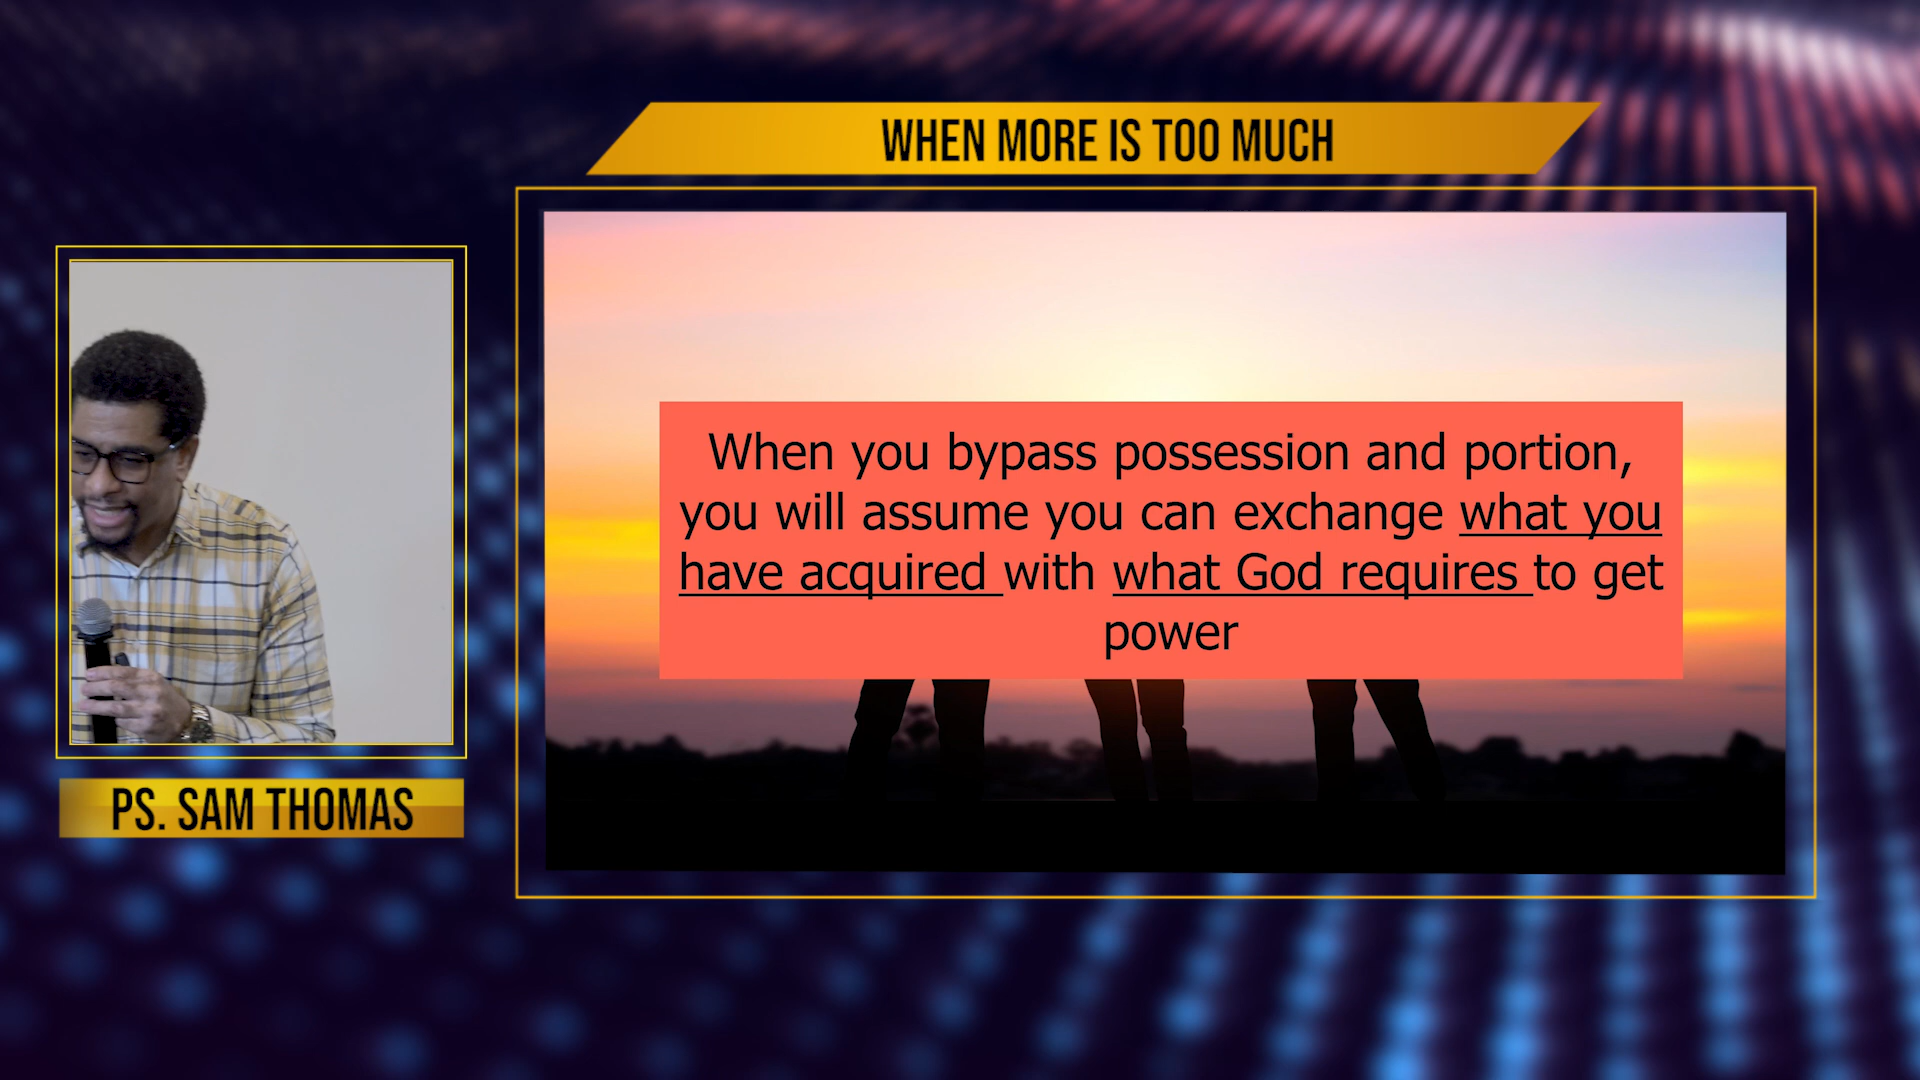 WHEN MORE IS TOO MUCH
When you bypass possession and portion,
you will assume you can exchange what you
have acquired with what God requires to get
power
PS. SAM THOMAS